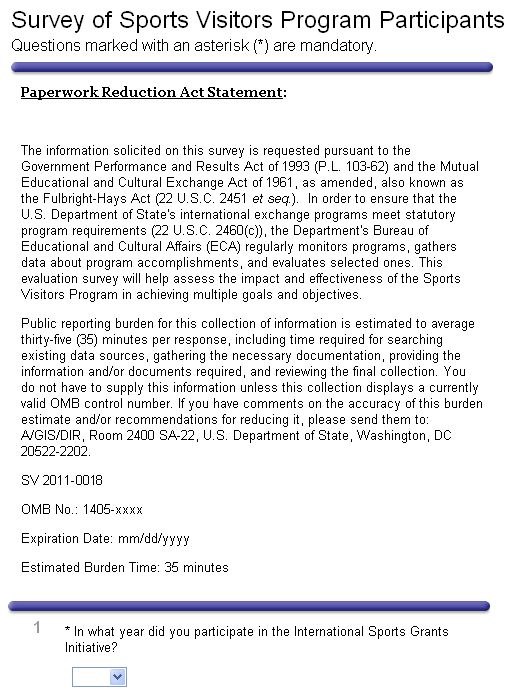 Survey of Sports Visitors Program Participants
Questions marked with an asterisk (*) are mandatory.
Paperwork Reduction Act Statement:
The information solicited on this survey is requested pursuant to the
Government Performance and Results Act of 1993 (P.L. 103-62) and the Mutual
Educational and Cultural Exchange Act of 1961, as amended, also known as
the Fulbright-Hays Act (22 U.S.C. 2451 et seq.).  In order to ensure that the
U.S. Department of State's international exchange programs meet statutory
program requirements (22 U.S.C. 2460(c)), the Department's Bureau of
Educational and Cultural Affairs (ECA) regularly monitors programs, gathers
data about program accomplishments, and evaluates selected ones. This
evaluation survey will help assess the impact and effectiveness of the Sports
Visitors Program in achieving multiple goals and objectives.
Public reporting burden for this collection of information is estimated to average
thirty-five (35) minutes per response, including time required for searching
existing data sources, gathering the necessary documentation, providing the
information and/or documents required, and reviewing the final collection. You
do not have to supply this information unless this collection displays a currently
valid OMB control number. If you have comments on the accuracy of this burden
estimate and/or recommendations for reducing it, please send them to:
A/GIS/DIR, Room 2400 SA-22, U.S. Department of State, Washington, DC
20522-2202.
SV 2011-0018
OMB No.: 1405-xxxx
Expiration Date: mm/dd/yyyy
Estimated Burden Time: 35 minutes
1 * In what year did you participate in the International Sports Grants
Initiative?